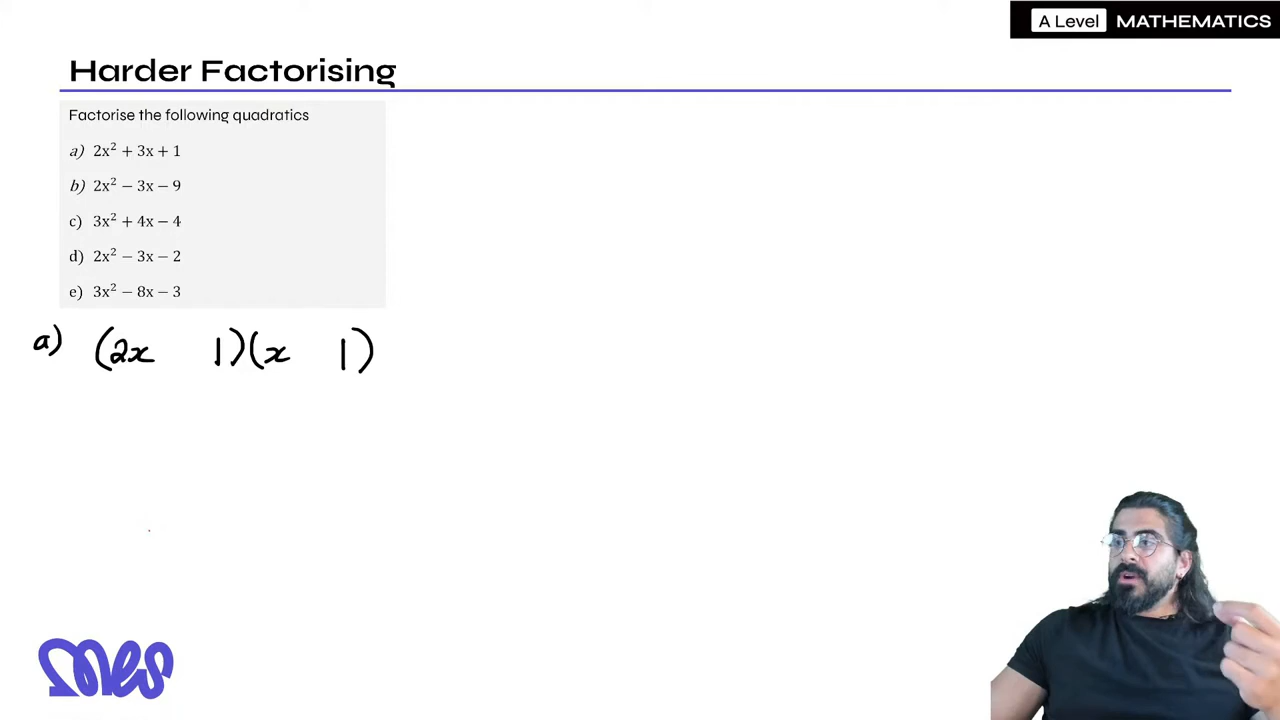 A Level MATHEMATICS
Harder Factorising
Factorise the following quadratics
a) 2x² + 3x + 1
b) 2x² − 3x − 9
c) 3x² + 4x − 4
d) 2x² − 3x − 2
e) 3x² − 8x − 3
a) (2x 1)(x 1)
mes